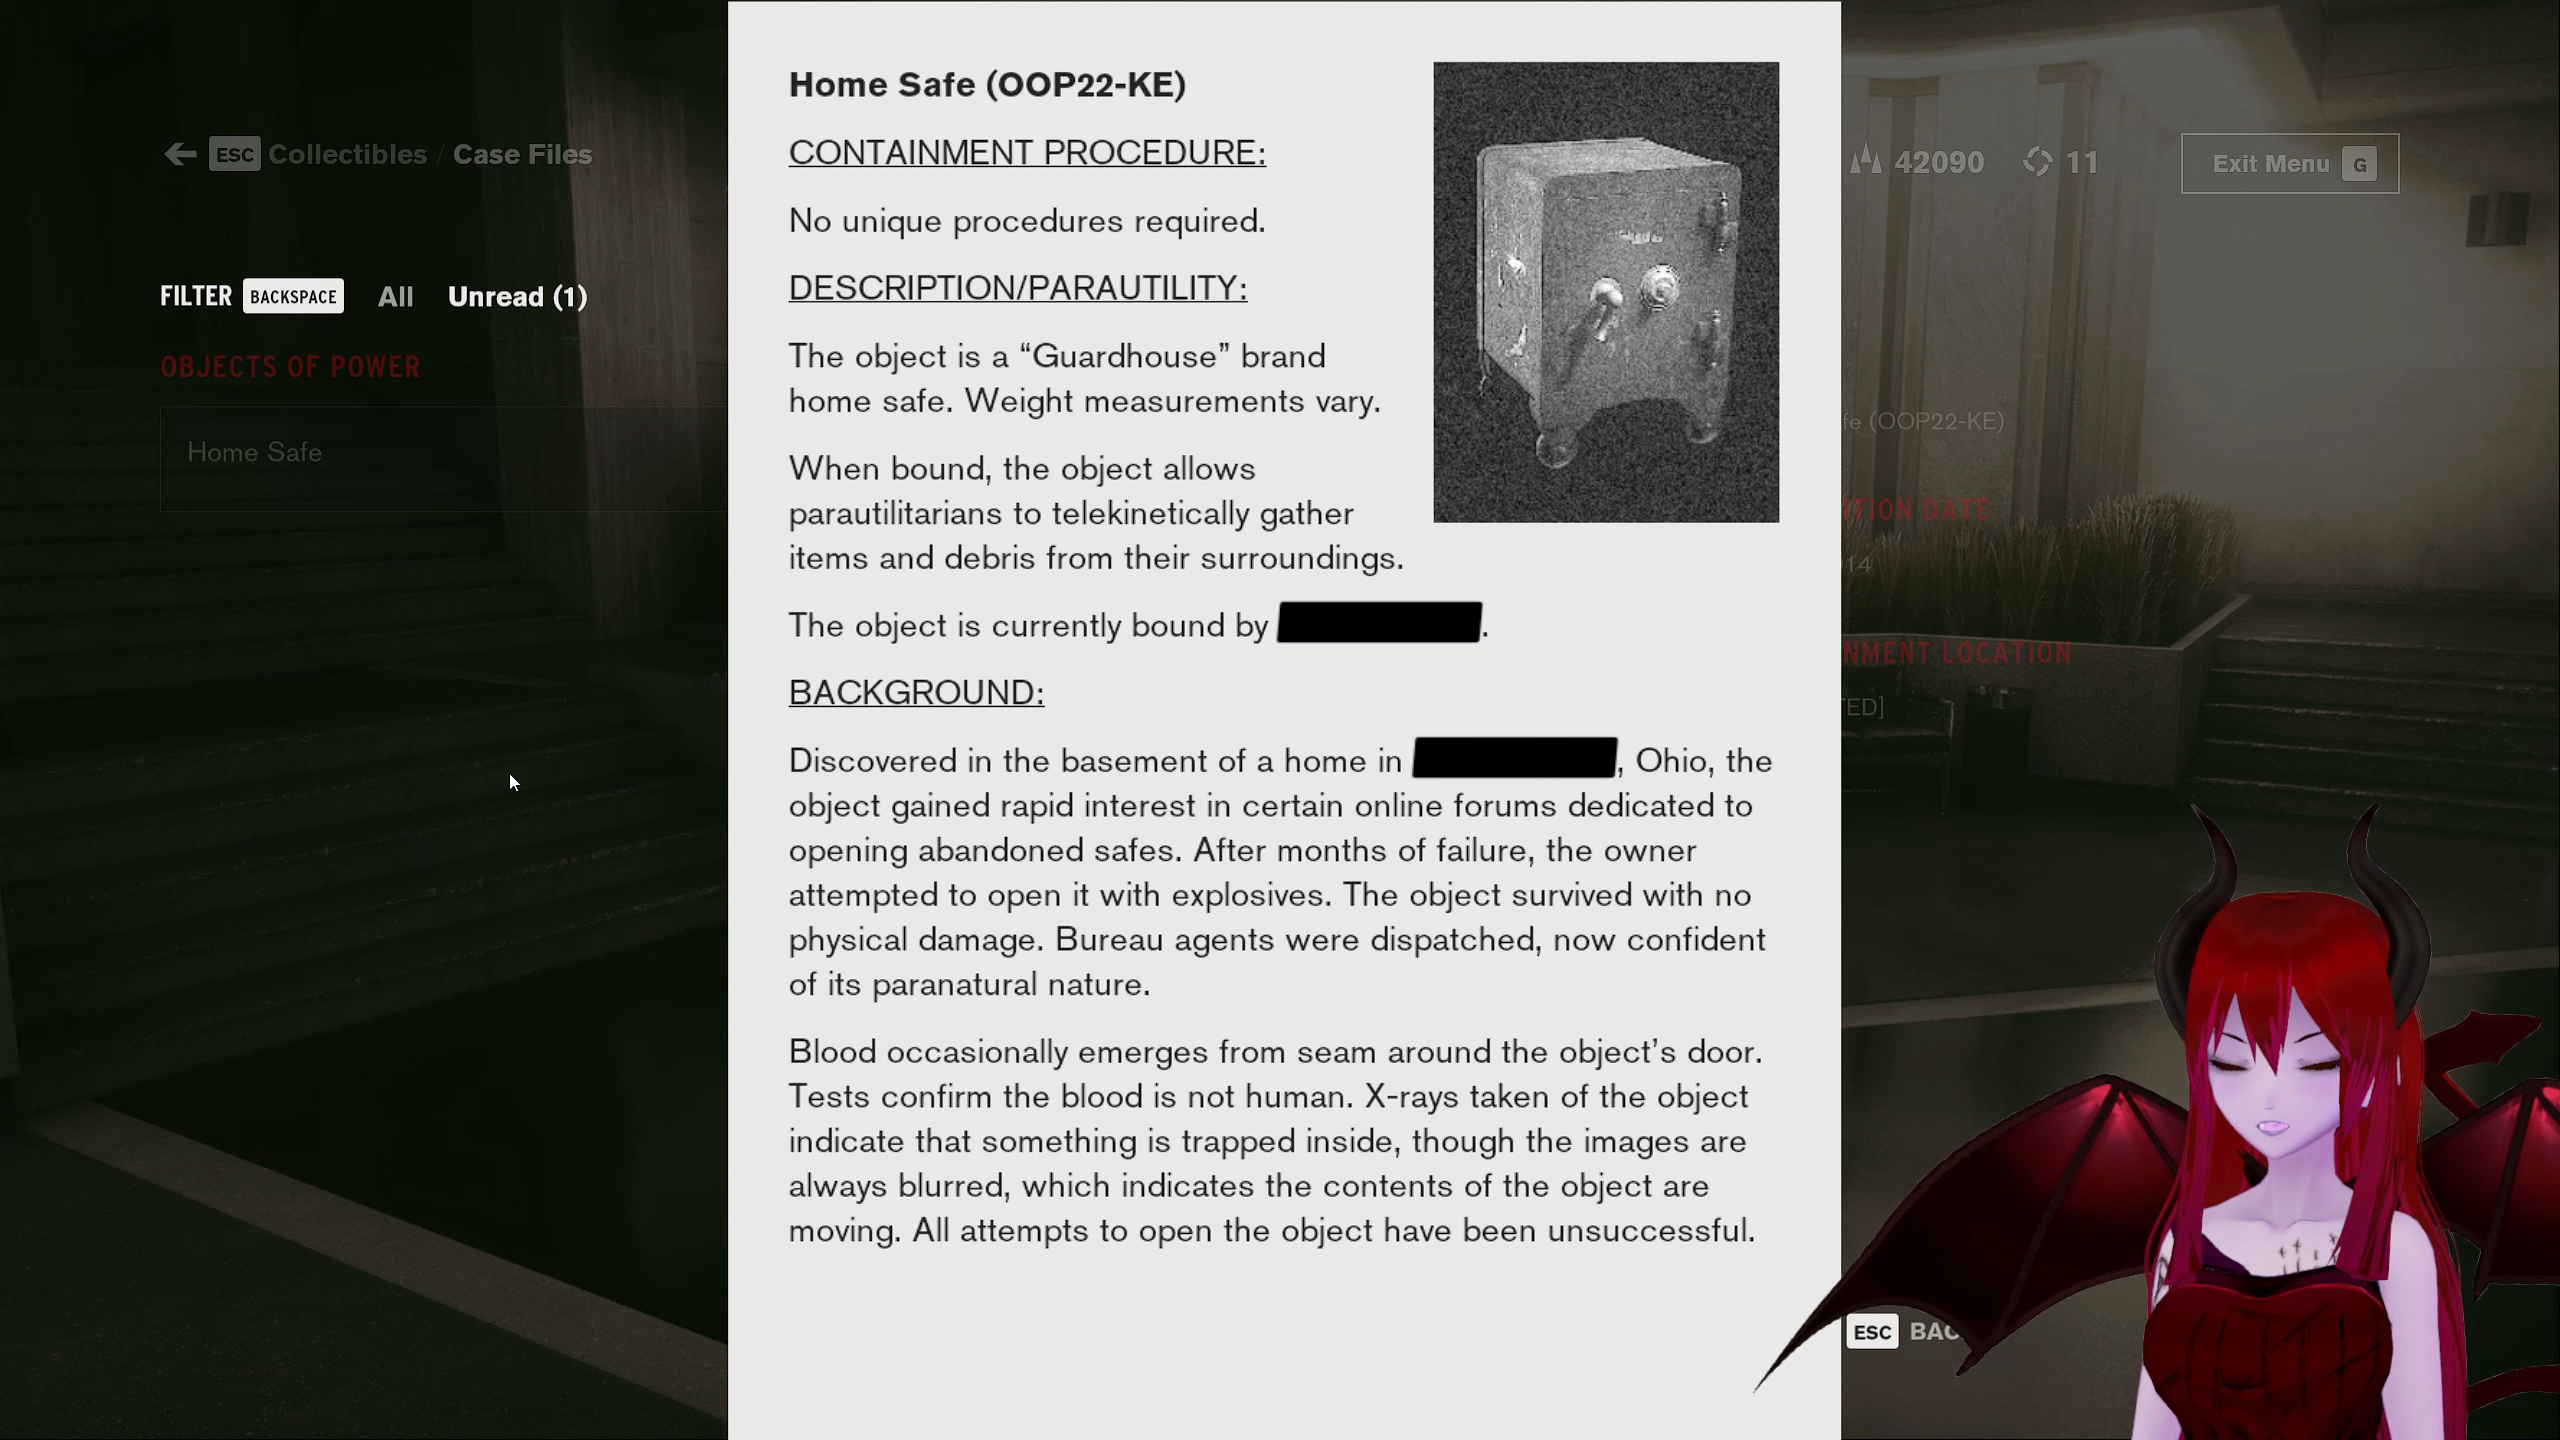 ESC Collectibles / Case Files
42090 11
Exit Menu G
FILTER BACKSPACE All Unread (1)
OBJECTS OF POWER
Home Safe
Home Safe (OOP22-KE)
CONTAINMENT PROCEDURE:
No unique procedures required.
DESCRIPTION/PARAUTILITY:
The object is a “Guardhouse” brand
home safe. Weight measurements vary.
When bound, the object allows
parautilitarians to telekinetically gather
items and debris from their surroundings.
The object is currently bound by .
BACKGROUND:
Discovered in the basement of a home in , Ohio, the
object gained rapid interest in certain online forums dedicated to
opening abandoned safes. After months of failure, the owner
attempted to open it with explosives. The object survived with no
physical damage. Bureau agents were dispatched, now confident
of its paranatural nature.
Blood occasionally emerges from seam around the object’s door.
Tests confirm the blood is not human. X-rays taken of the object
indicate that something is trapped inside, though the images are
always blurred, which indicates the contents of the object are
moving. All attempts to open the object have been unsuccessful.
(OOP22-KE)
DATE
LOCATION
ESC